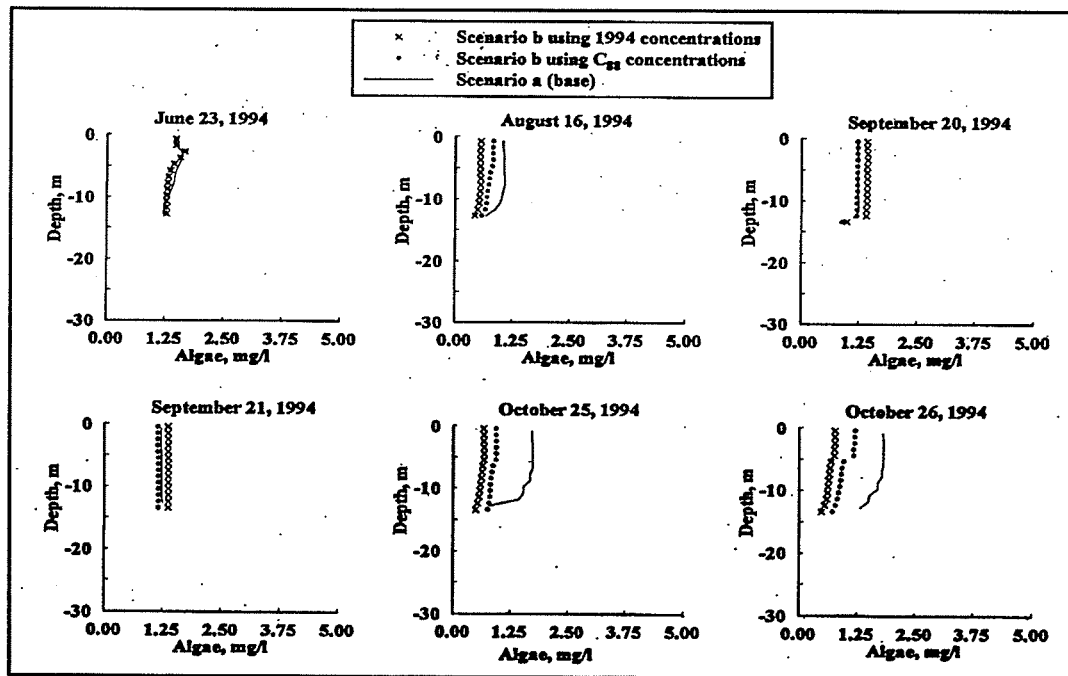 × Scenario b using 1994 concentrations
• Scenario b using Css concentrations
Scenario a (base)
June 23, 1994
August 16, 1994
September 20, 1994
0
-10
-20
-30
Depth, m
0.00 1.25 2.50 3.75 5.00
Algae, mg/l
0
-10
-20
-30
Depth, m
0.00 1.25 2.50 3.75 5.00
Algae, mg/l
0
-10
-20
-30
Depth, m
0.00 1.25 2.50 3.75 5.00
Algae, mg/l
September 21, 1994
October 25, 1994
October 26, 1994
0
-10
-20
-30
Depth, m
0.00 1.25 2.50 3.75 5.00
Algae, mg/l
0
-10
-20
-30
Depth, m
0.00 1.25 2.50 3.75 5.00
Algae, mg/l
0
-10
-20
-30
Depth, m
0.00 1.25 2.50 3.75 5.00
Algae, mg/l